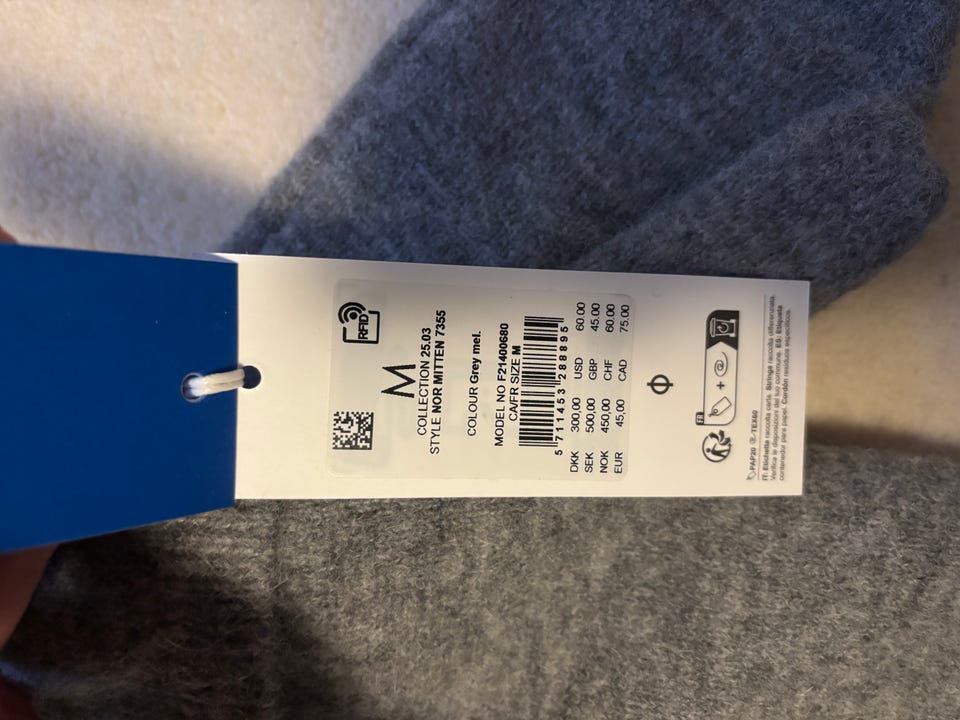 RFID
M
COLLECTION 25.03
STYLE NOR MITTEN 7355
COLOUR Grey mel.
MODEL NO F21400680
CA/FR SIZE M
5 711453 288895
DKK 300,00 USD 60.00
SEK 500,00 GBP 45.00
NOK 450,00 CHF 60.00
EUR 45,00 CAD 75.00
FR
PAP20 TEX60
IT: Etichetta raccolta carta. Stringa raccolta differenziata.
Verifica le disposizioni del tuo commune. ES: Etiqueta
contenedor para papel. Cordón residuos específicos.